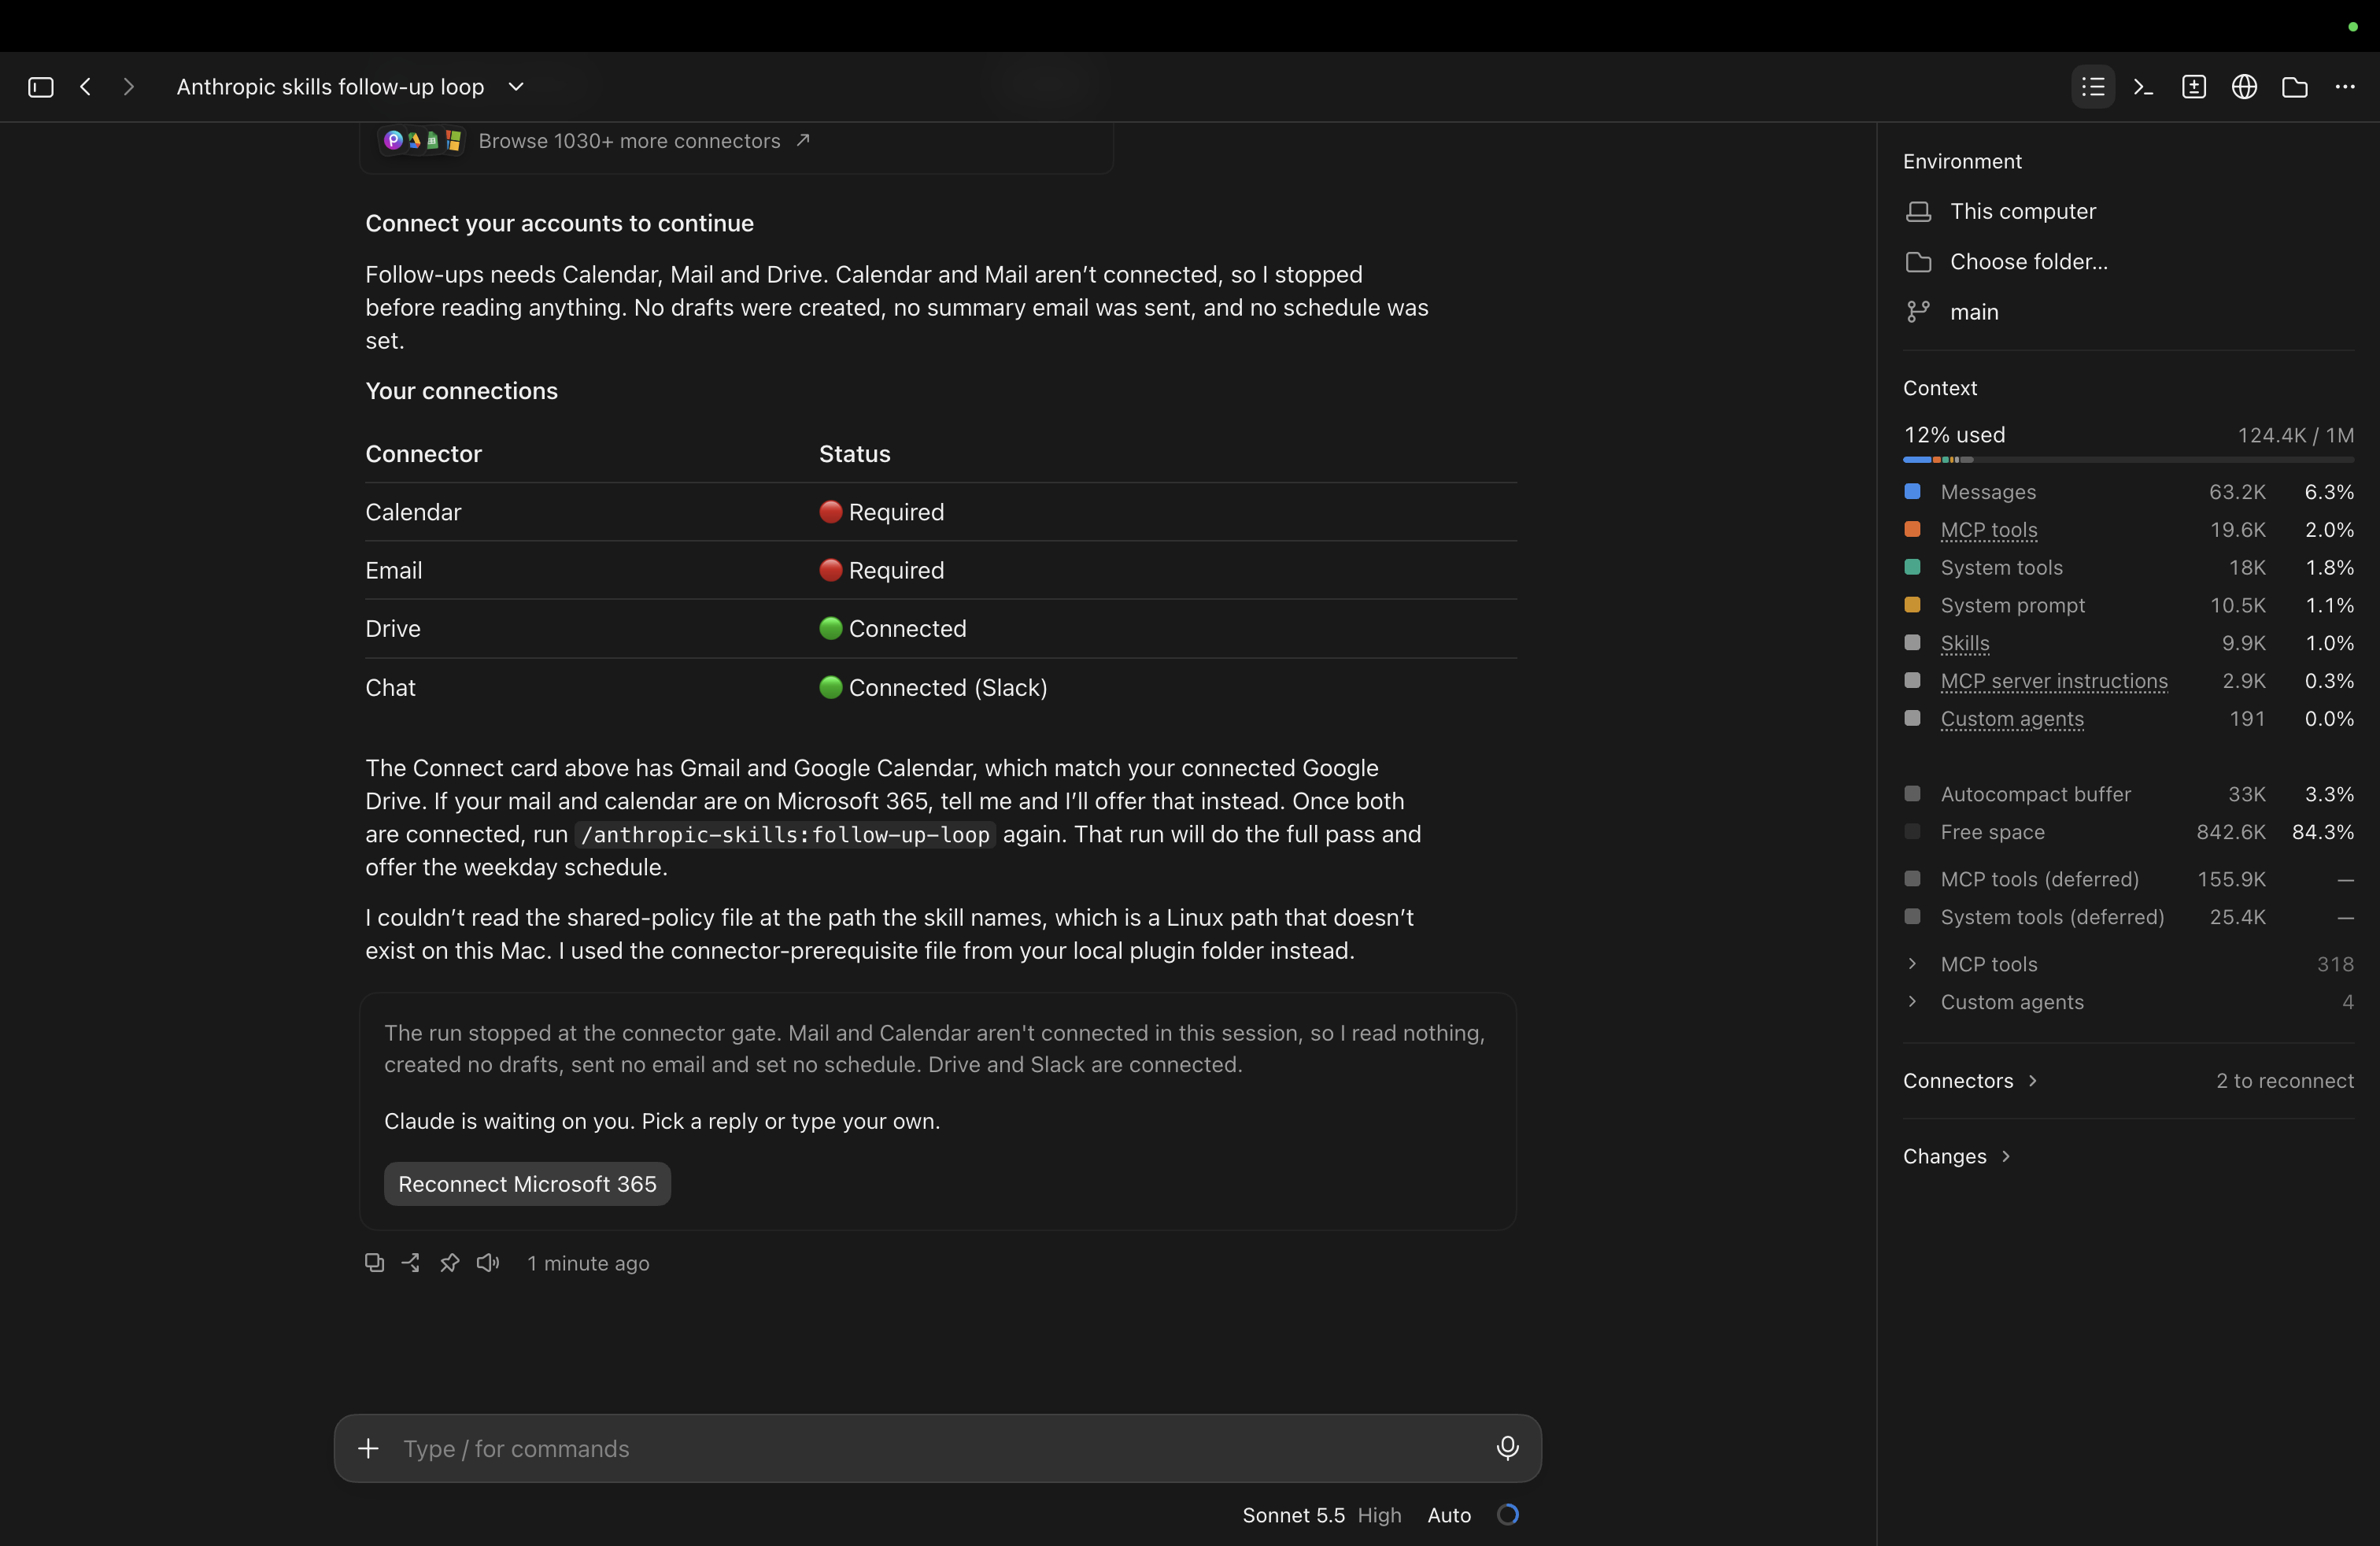 Anthropic skills follow-up loop
Browse 1030+ more connectors
Connect your accounts to continue
Follow-ups needs Calendar, Mail and Drive. Calendar and Mail aren’t connected, so I stopped
before reading anything. No drafts were created, no summary email was sent, and no schedule was
set.
Your connections
Connector Status
Calendar 🔴 Required
Email 🔴 Required
Drive 🟢 Connected
Chat 🟢 Connected (Slack)
The Connect card above has Gmail and Google Calendar, which match your connected Google
Drive. If your mail and calendar are on Microsoft 365, tell me and I’ll offer that instead. Once both
are connected, run /anthropic-skills:follow-up-loop again. That run will do the full pass and
offer the weekday schedule.
I couldn’t read the shared-policy file at the path the skill names, which is a Linux path that doesn’t
exist on this Mac. I used the connector-prerequisite file from your local plugin folder instead.
The run stopped at the connector gate. Mail and Calendar aren't connected in this session, so I read nothing,
created no drafts, sent no email and set no schedule. Drive and Slack are connected.
Claude is waiting on you. Pick a reply or type your own.
Reconnect Microsoft 365
1 minute ago
Type / for commands
Sonnet 5.5 High Auto
Environment
This computer
Choose folder...
main
Context
12% used 124.4K / 1M
Messages 63.2K 6.3%
MCP tools 19.6K 2.0%
System tools 18K 1.8%
System prompt 10.5K 1.1%
Skills 9.9K 1.0%
MCP server instructions 2.9K 0.3%
Custom agents 191 0.0%
Autocompact buffer 33K 3.3%
Free space 842.6K 84.3%
MCP tools (deferred) 155.9K —
System tools (deferred) 25.4K —
MCP tools 318
Custom agents 4
Connectors 2 to reconnect
Changes